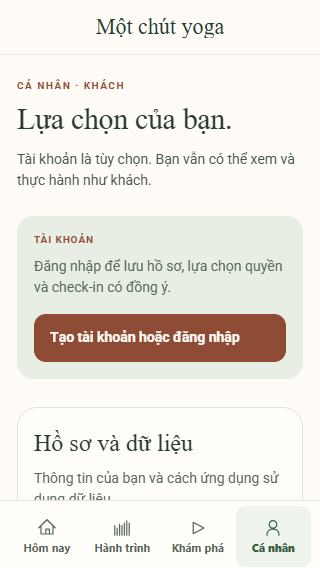 Một chút yoga
CÁ NHÂN · KHÁCH
Lựa chọn của bạn.
Tài khoản là tùy chọn. Bạn vẫn có thể xem và
thực hành như khách.
TÀI KHOẢN
Đăng nhập để lưu hồ sơ, lựa chọn quyền
và check-in có đồng ý.
Tạo tài khoản hoặc đăng nhập
Hồ sơ và dữ liệu
Thông tin của bạn và cách ứng dụng sử
dụng dữ liệu.
Hôm nay
Hành trình
Khám phá
Cá nhân